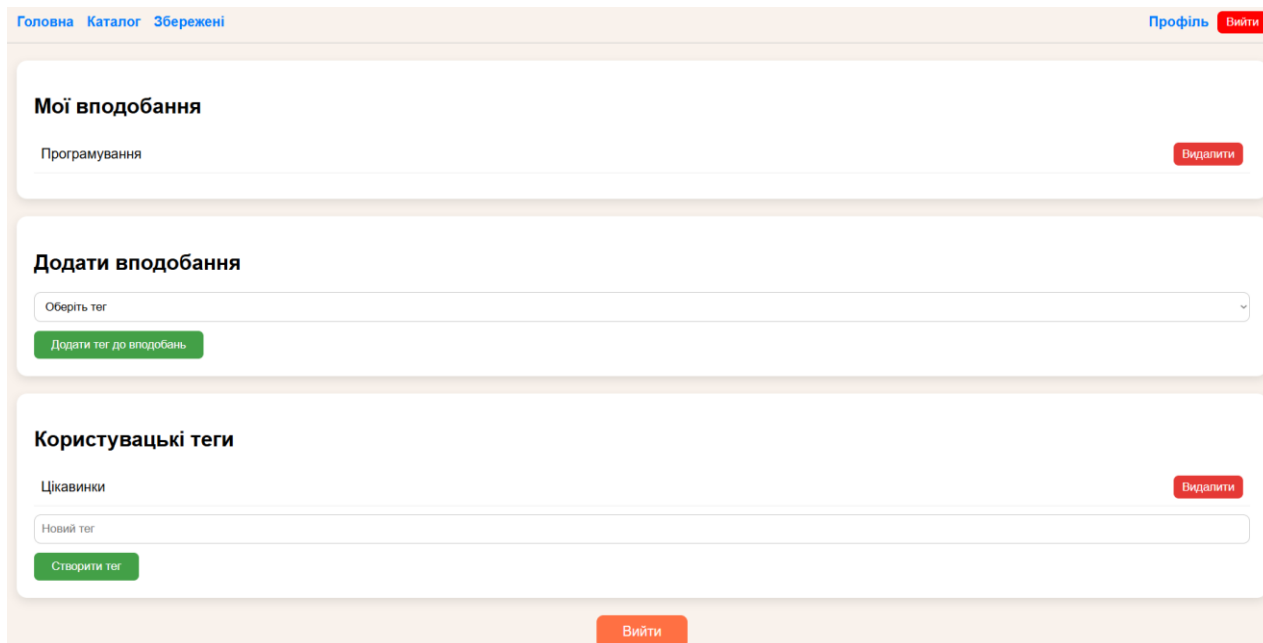 Головна Каталог Збережені Профіль Вийти
Мої вподобання
Програмування Видалити
Додати вподобання
Оберіть тег
Додати тег до вподобань
Користувацькі теги
Цікавинки Видалити
Новий тег
Створити тег
Вийти